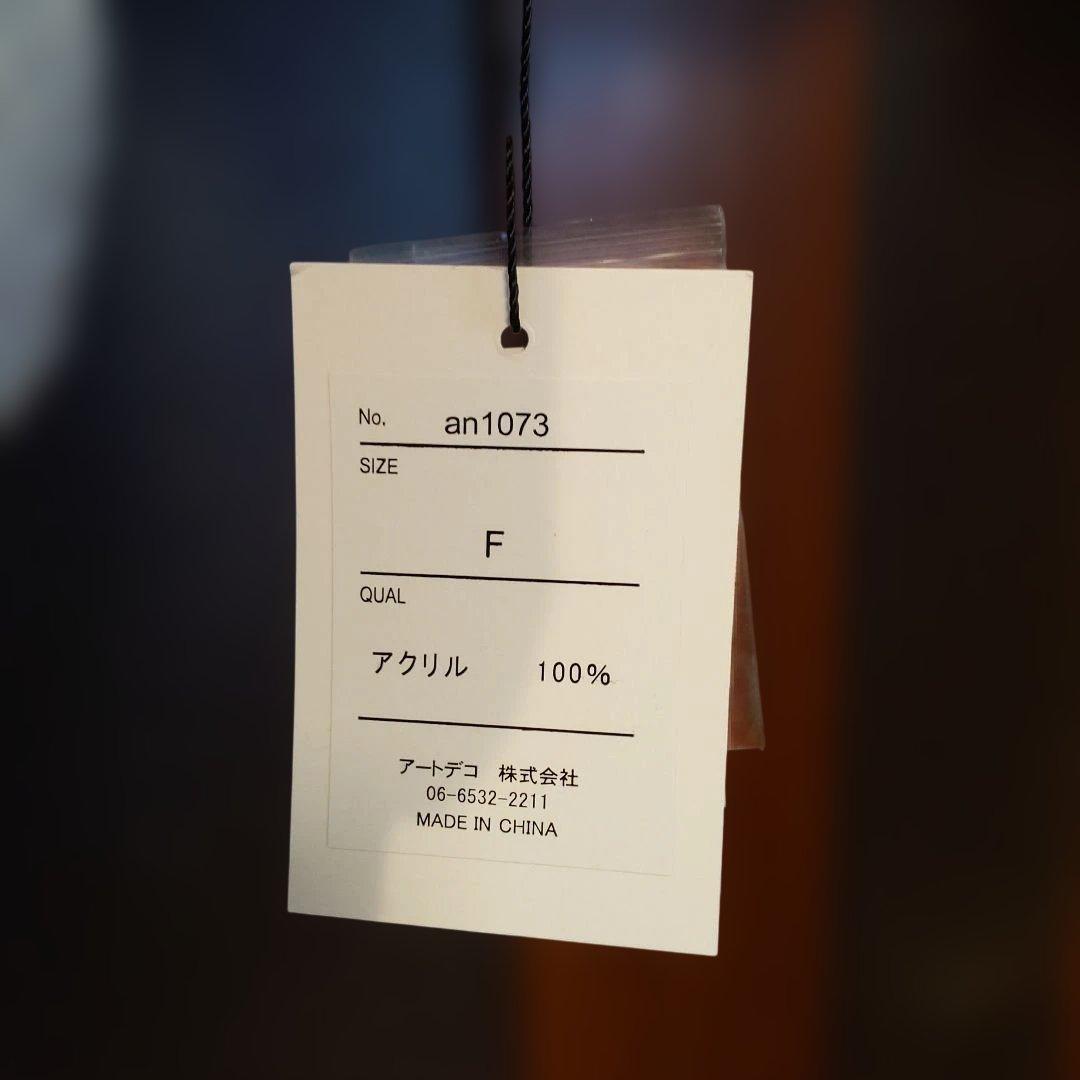 No. an1073
SIZE
F
QUAL
アクリル 100%
アートデコ 株式会社
06-6532-2211
MADE IN CHINA